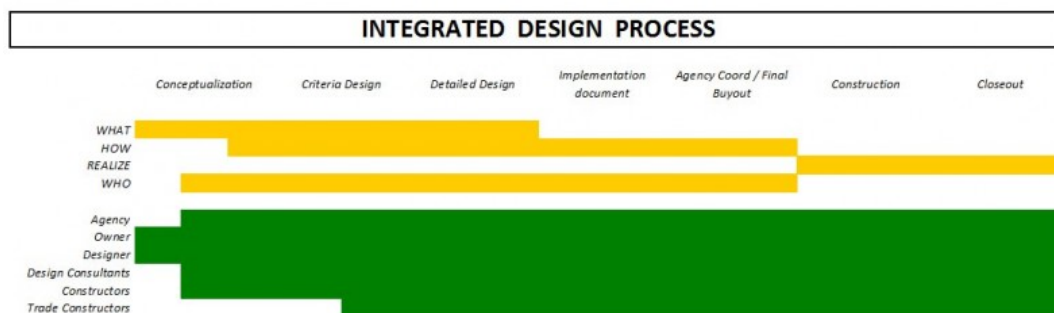 INTEGRATED DESIGN PROCESS
Conceptualization
Criteria Design
Detailed Design
Implementation
document
Agency Coord / Final
Buyout
Construction
Closeout
WHAT
HOW
REALIZE
WHO
Agency
Owner
Designer
Design Consultants
Constructors
Trade Constructors